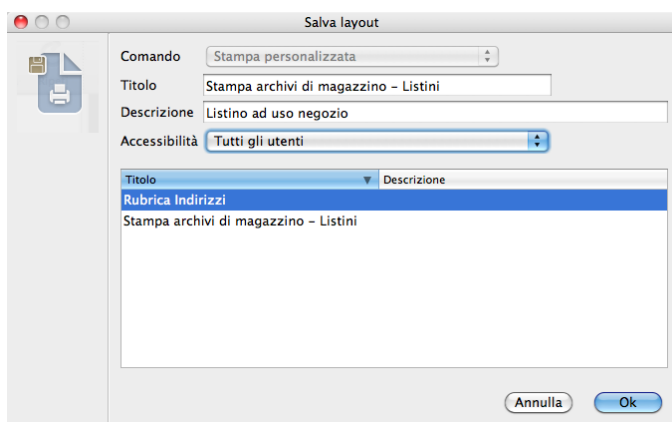 Salva layout
Comando Stampa personalizzata
Titolo Stampa archivi di magazzino – Listini
Descrizione Listino ad uso negozio
Accessibilità Tutti gli utenti
Titolo Descrizione
Rubrica Indirizzi
Stampa archivi di magazzino – Listini
Annulla Ok